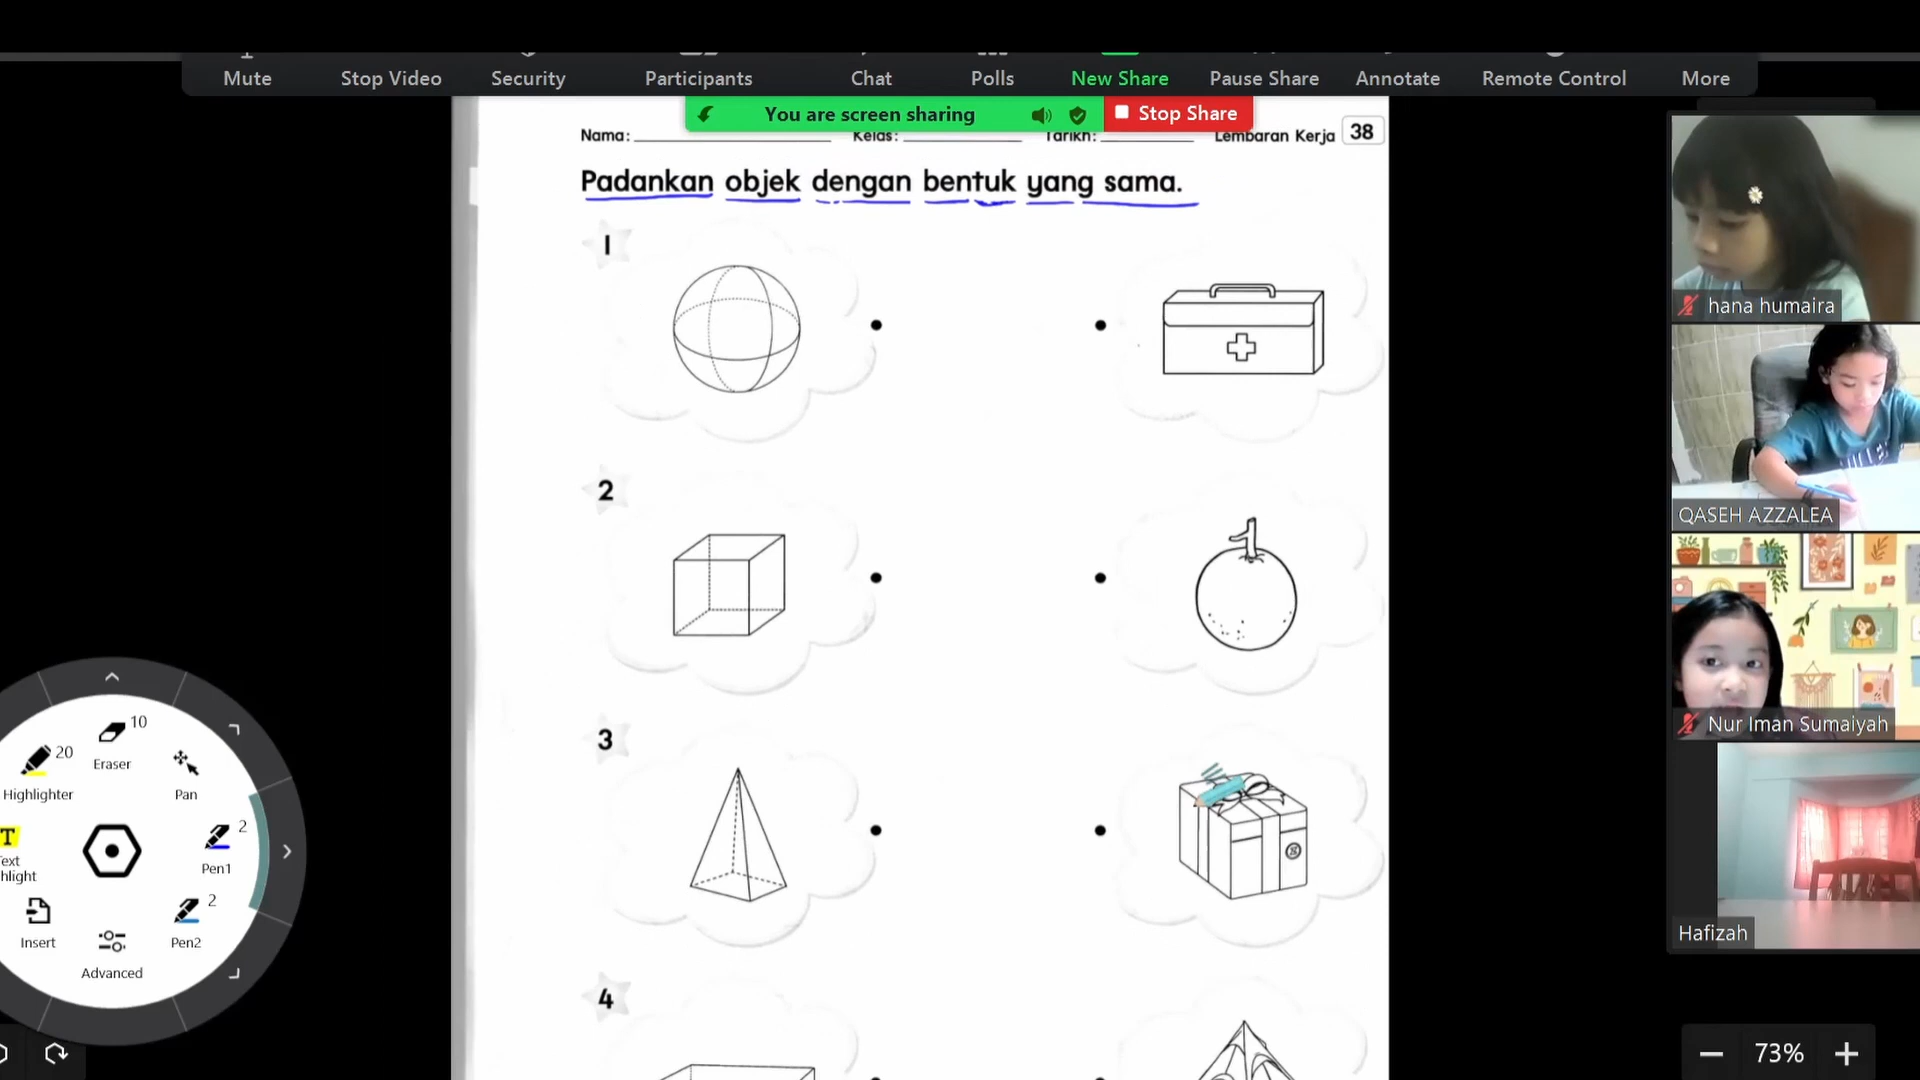 Mute
Stop Video
Security
Participants
Chat
Polls
New Share
Pause Share
Annotate
Remote Control
More
You are screen sharing
Stop Share
Nama: Kelas: Tarikh: Lembaran Kerja 38
Padankan objek dengan bentuk yang sama.
1
2
3
4
hana humaira
QASEH AZZALEA
Nur Iman Sumaiyah
Hafizah
10
Eraser
20
Highlighter
Pan
T
2
Pen1
ext
hlight
2
Pen2
Insert
Advanced
73%